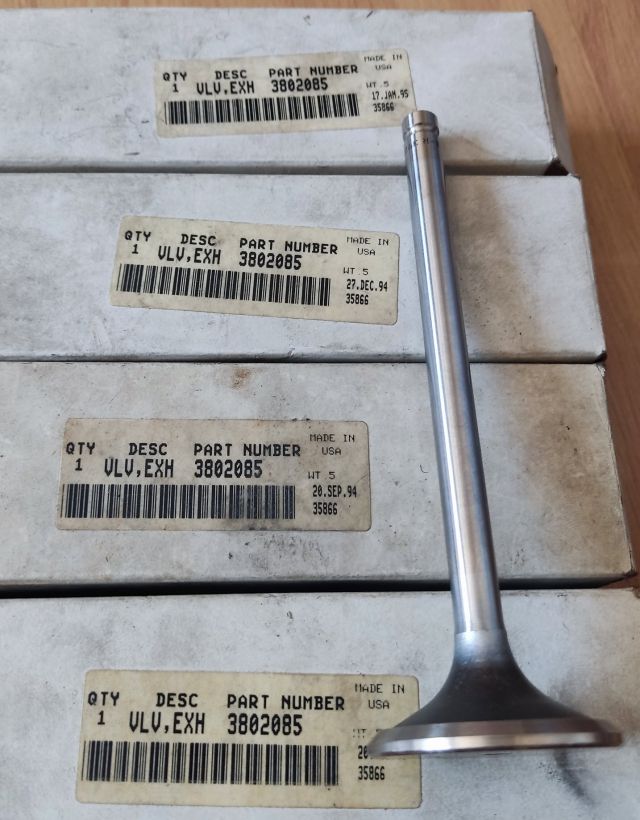 QTY DESC PART NUMBER MADE IN USA
1 VLV,EXH 3802085
WT.5
17.JAN.95
35866
QTY DESC PART NUMBER MADE IN USA
1 VLV,EXH 3802085
WT.5
27.DEC.94
35866
QTY DESC PART NUMBER MADE IN USA
1 VLV,EXH 3802085
WT.5
20.SEP.94
35866
QTY DESC PART NUMBER MADE IN USA
1 VLV,EXH 3802085
35866